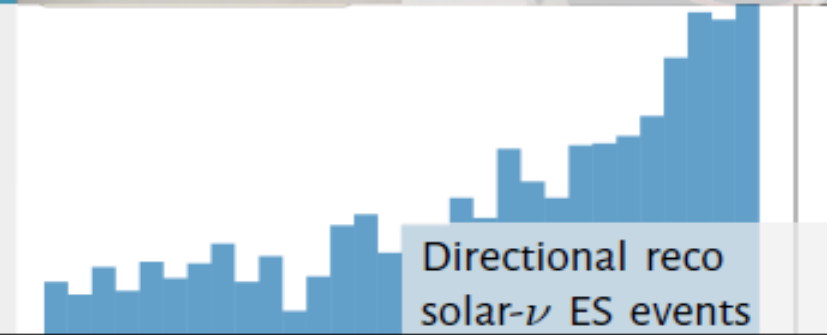 Directional reco
solar-ν ES events